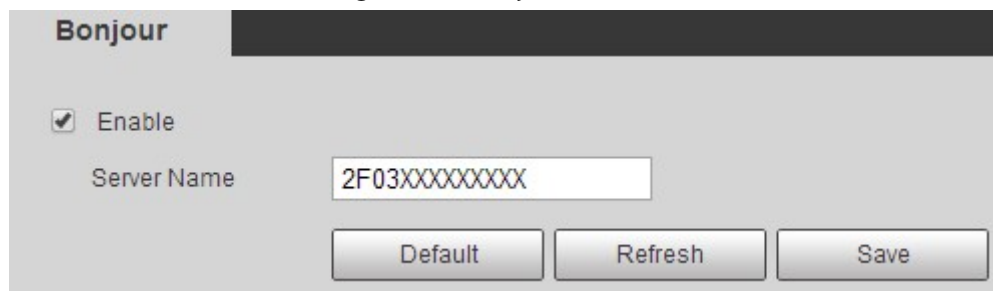 Bonjour
Enable
Server Name 2F03XXXXXXXXX
Default Refresh Save